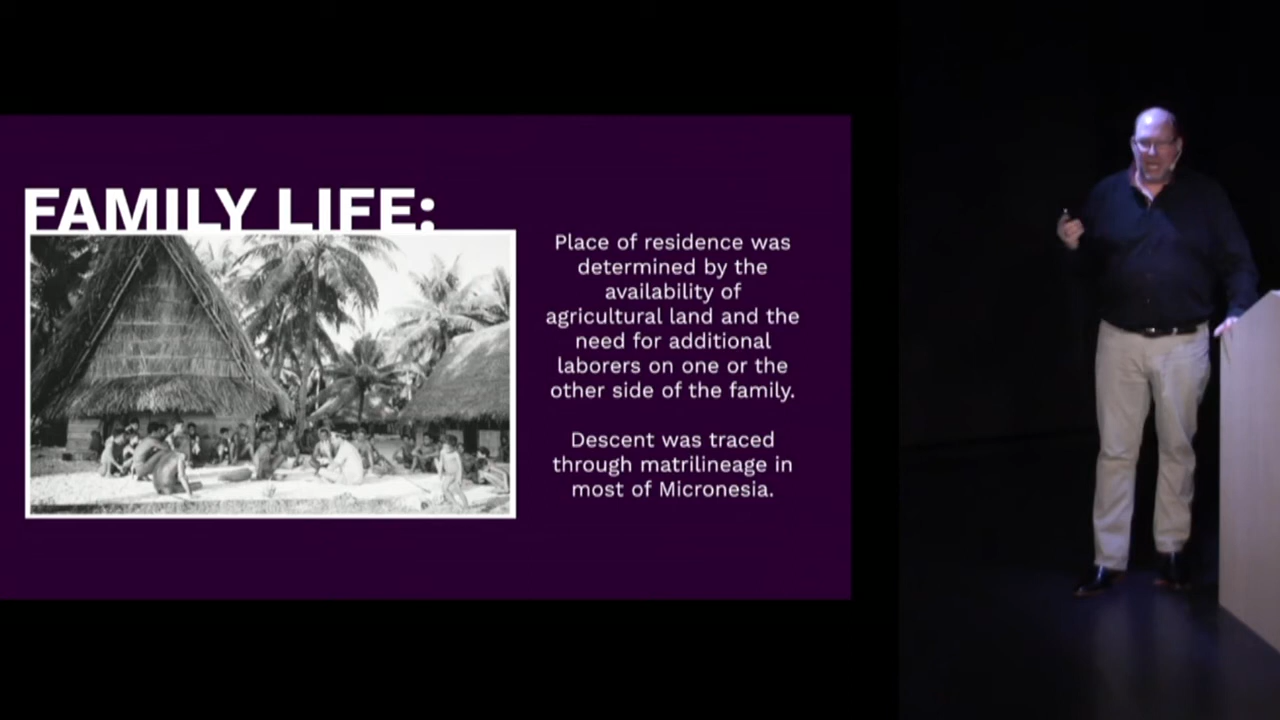 FAMILY LIFE:
Place of residence was
determined by the
availability of
agricultural land and the
need for additional
laborers on one or the
other side of the family.
Descent was traced
through matrilineage in
most of Micronesia.